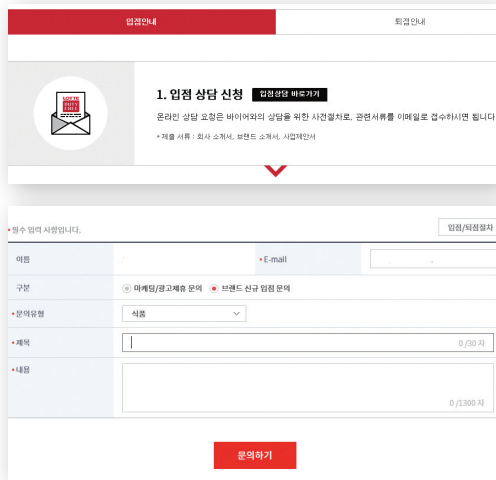 입점안내
퇴점안내
LOTTE
DUTY
FREE
1. 입점 상담 신청 입점상담 바로가기
온라인 상담 요청은 바이어와의 상담을 위한 사전절차로, 관련서류를 이메일로 접수하시면 됩니다
* 제출 서류 : 회사 소개서, 브랜드 소개서, 사업제안서
• 필수 입력 사항입니다.
입점/퇴점절차
이름
• E-mail
구분
마케팅/광고제휴 문의 브랜드 신규 입점 문의
• 문의유형
식품
• 제목
0 /30 자
• 내용
0 /1300 자
문의하기